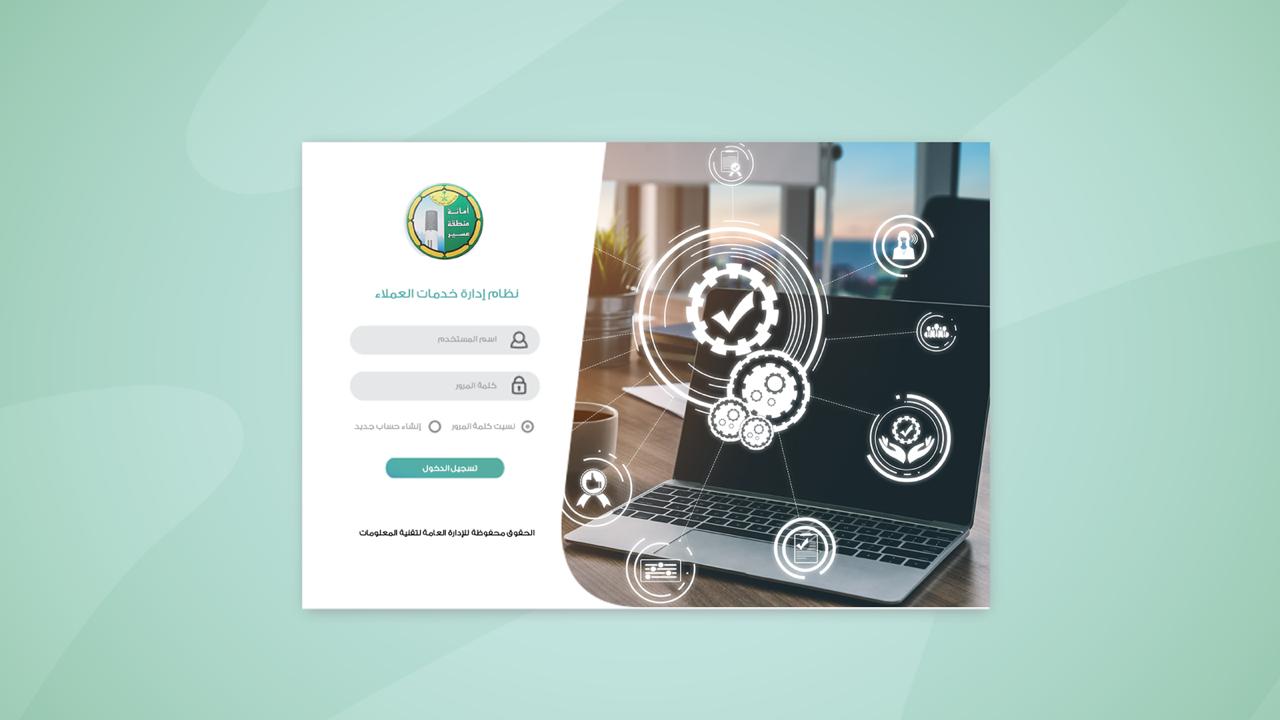 أمانة
منطقة
عسير
نظام إدارة خدمات العملاء
اسم المستخدم
كلمة المرور
نسيت كلمة المرور
إنشاء حساب جديد
تسجيل الدخول
الحقوق محفوظة للإدارة العامة لتقنية المعلومات